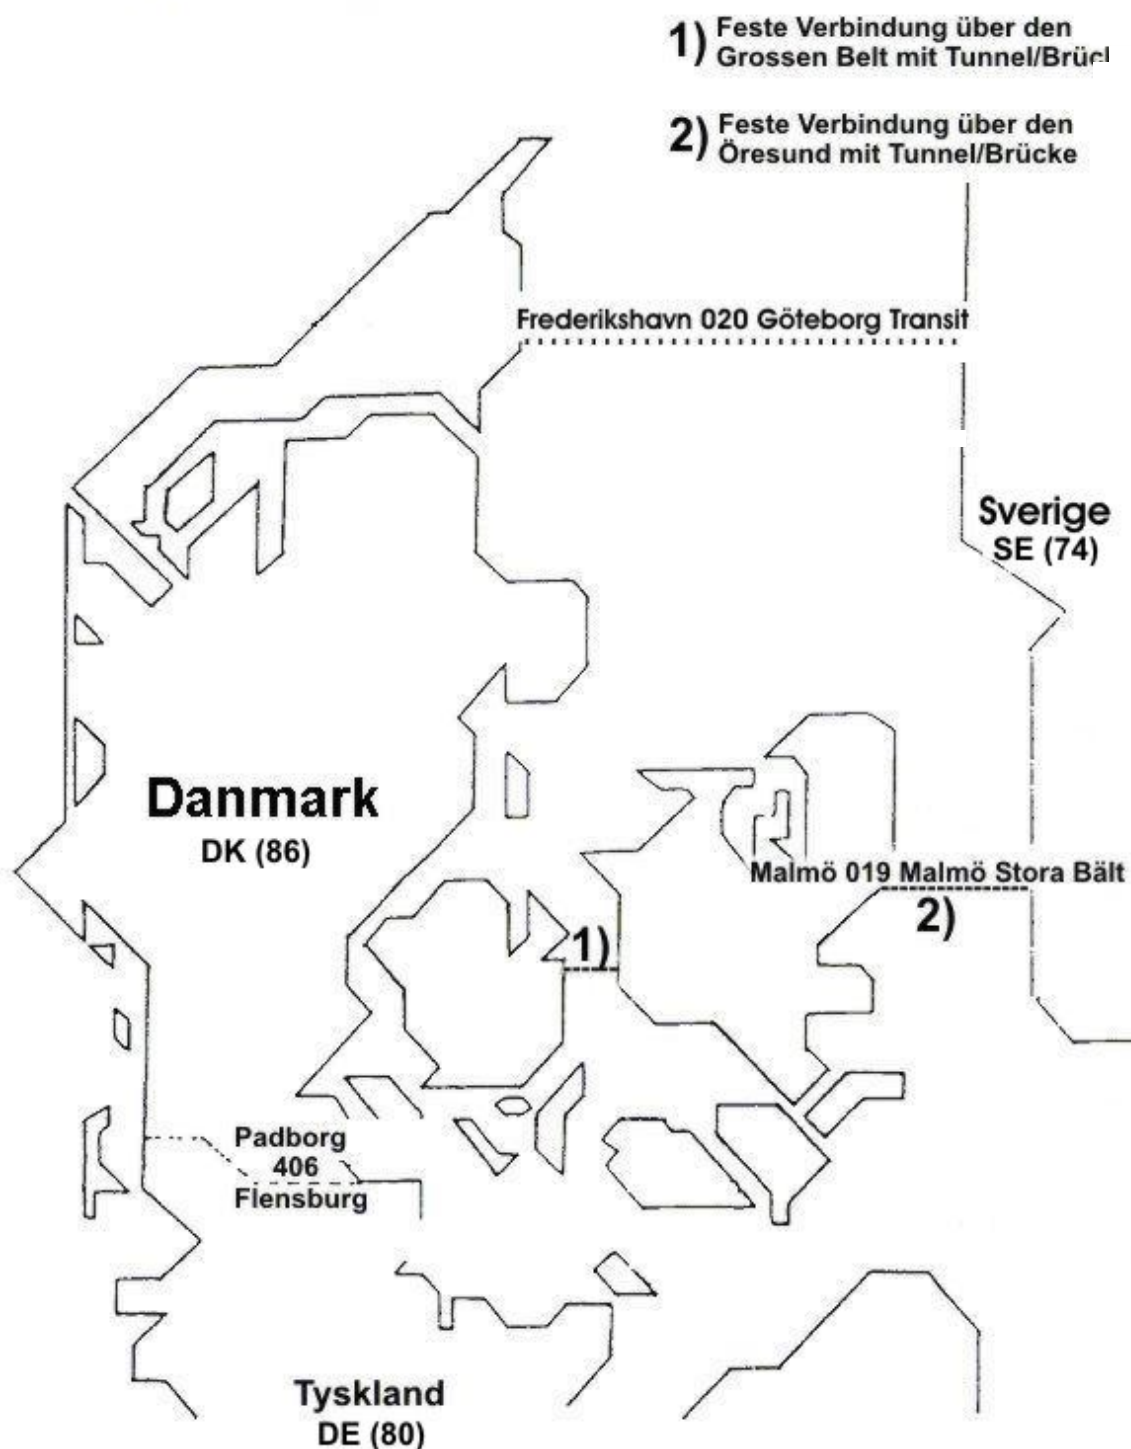 1) Feste Verbindung über den
Grossen Belt mit Tunnel/Brücl
2) Feste Verbindung über den
Öresund mit Tunnel/Brücke
Frederikshavn 020 Göteborg Transit
Sverige
SE (74)
Danmark
DK (86)
Malmö 019 Malmö Stora Bält
2)
1)
Padborg
406
Flensburg
Tyskland
DE (80)